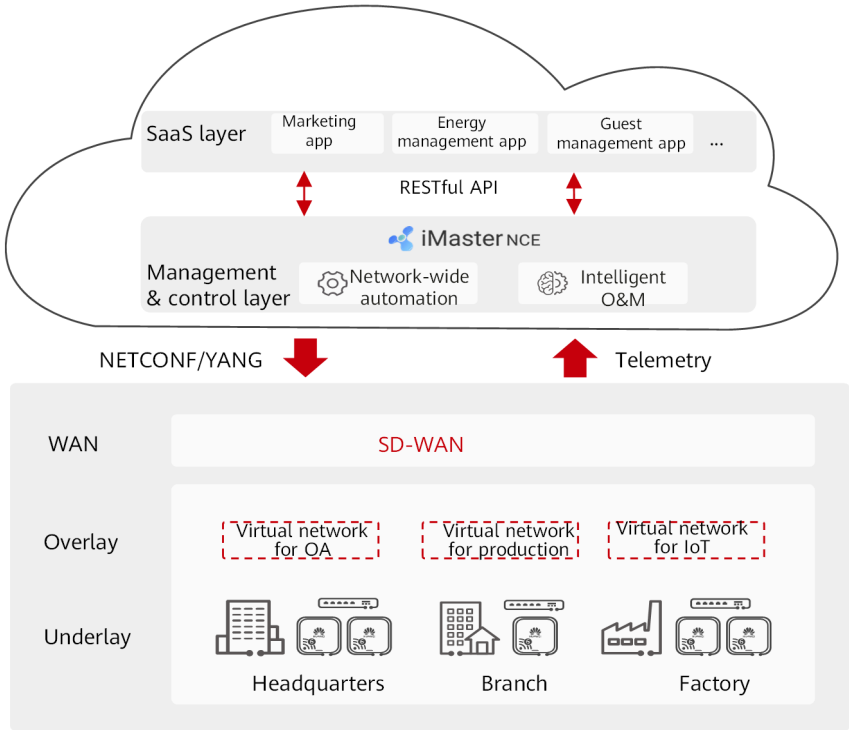 SaaS layer
Marketing
app
Energy
management app
Guest
management app
...
RESTful API
iMaster NCE
Management
& control layer
Network-wide
automation
Intelligent
O&M
NETCONF/YANG
Telemetry
WAN
SD-WAN
Overlay
Virtual network
for OA
Virtual network
for production
Virtual network
for IoT
Underlay
Headquarters
Branch
Factory